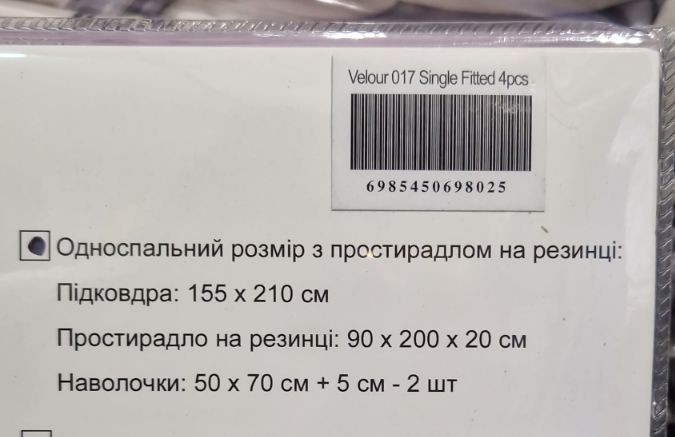 Velour 017 Single Fitted 4pcs
6985450698025
Односпальний розмір з простирадлом на резинці:
Підковдра: 155 x 210 см
Простирадло на резинці: 90 x 200 x 20 см
Наволочки: 50 x 70 см + 5 см - 2 шт